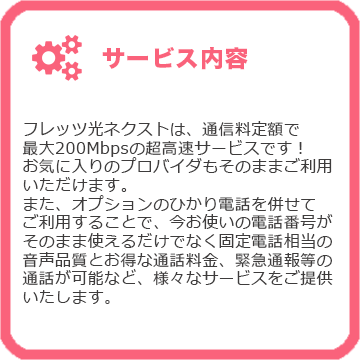 サービス内容
フレッツ光ネクストは、通信料定額で
最大200Mbpsの超高速サービスです！
お気に入りのプロバイダもそのままご利用
いただけます。
また、オプションのひかり電話を併せて
ご利用することで、今お使いの電話番号が
そのまま使えるだけでなく固定電話相当の
音声品質とお得な通話料金、緊急通報等の
通話が可能など、様々なサービスをご提供
いたします。